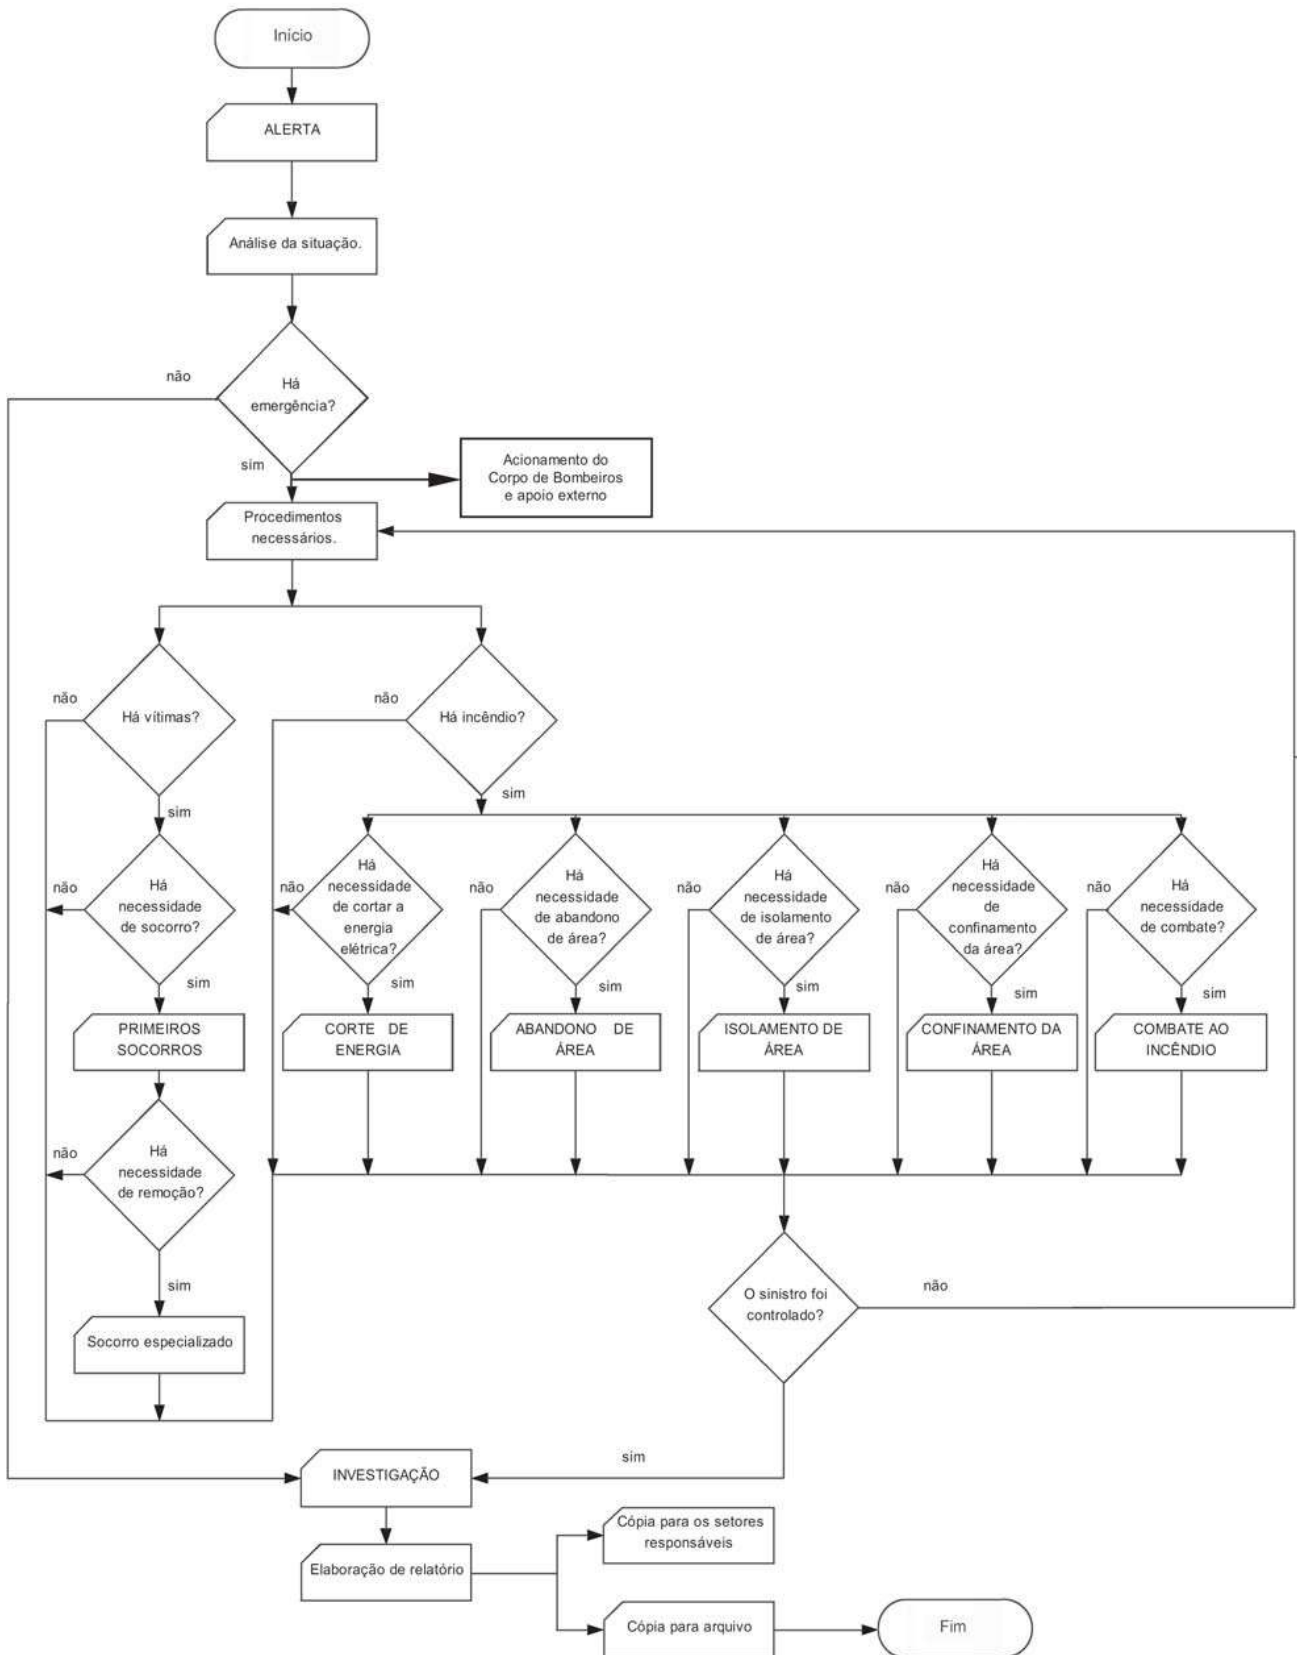 Início
ALERTA
Análise da situação.
não
Há
emergência?
sim
Acionamento do
Corpo de Bombeiros
e apoio externo
Procedimentos
necessários.
não
Há vítimas?
sim
não
Há incêndio?
sim
não
Há
necessidade
de socorro?
sim
não
Há
necessidade
de cortar a
energia
elétrica?
sim
não
Há
necessidade
de abandono
de área?
sim
não
Há
necessidade
de isolamento
de área?
sim
não
Há
necessidade
de
confinamento
da área?
sim
não
Há
necessidade
de combate?
sim
PRIMEIROS
SOCORROS
CORTE DE
ENERGIA
ABANDONO DE
ÁREA
ISOLAMENTO DE
ÁREA
CONFINAMENTO DA
ÁREA
COMBATE AO
INCÊNDIO
não
Há
necessidade
de remoção?
sim
Socorro especializado
O sinistro foi
controlado?
não
sim
INVESTIGAÇÃO
Elaboração de relatório
Cópia para os setores
responsáveis
Cópia para arquivo
Fim